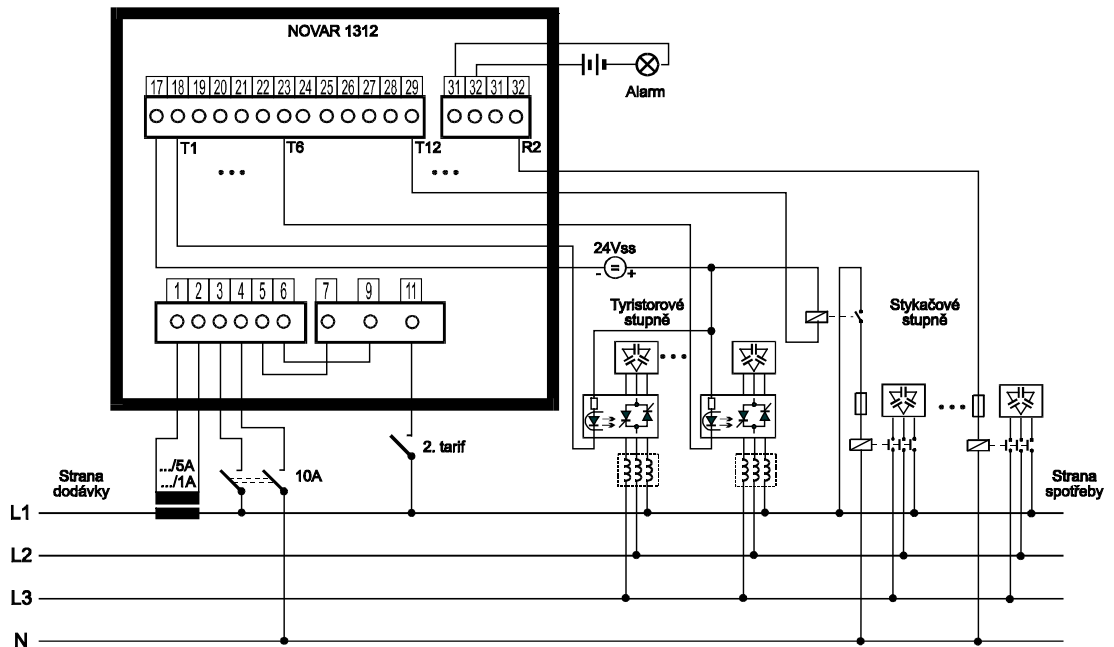 NOVAR 1312
17 18 19 20 21 22 23 24 25 26 27 28 29
31 32 31 32
Alarm
T1
T6
T12
R2
24Vss
- = +
1 2 3 4 5 6
7 9 11
Tyristorové
stupně
Stykačové
stupně
2. tarif
.../5A
.../1A
10A
Strana
dodávky
Strana
spotřeby
L1
L2
L3
N